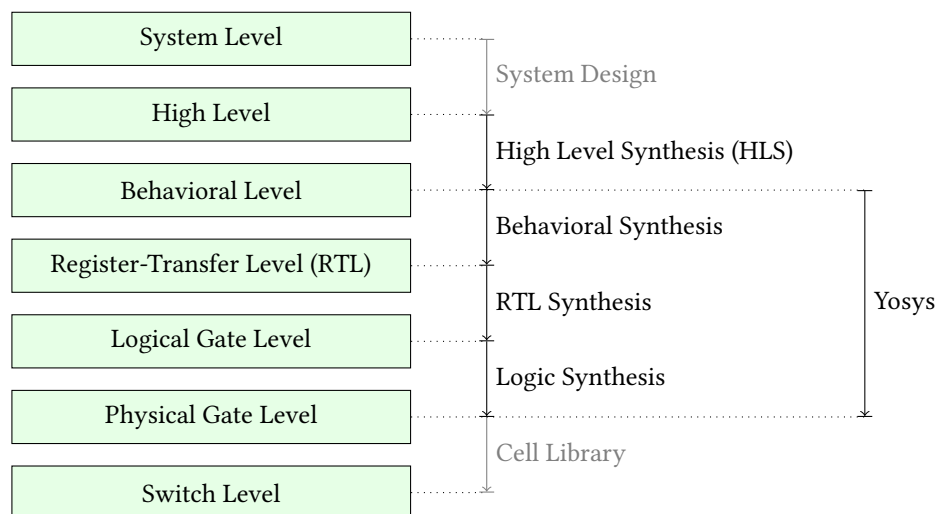 System Level
System Design
High Level
High Level Synthesis (HLS)
Behavioral Level
Behavioral Synthesis
Register-Transfer Level (RTL)
RTL Synthesis
Yosys
Logical Gate Level
Logic Synthesis
Physical Gate Level
Cell Library
Switch Level